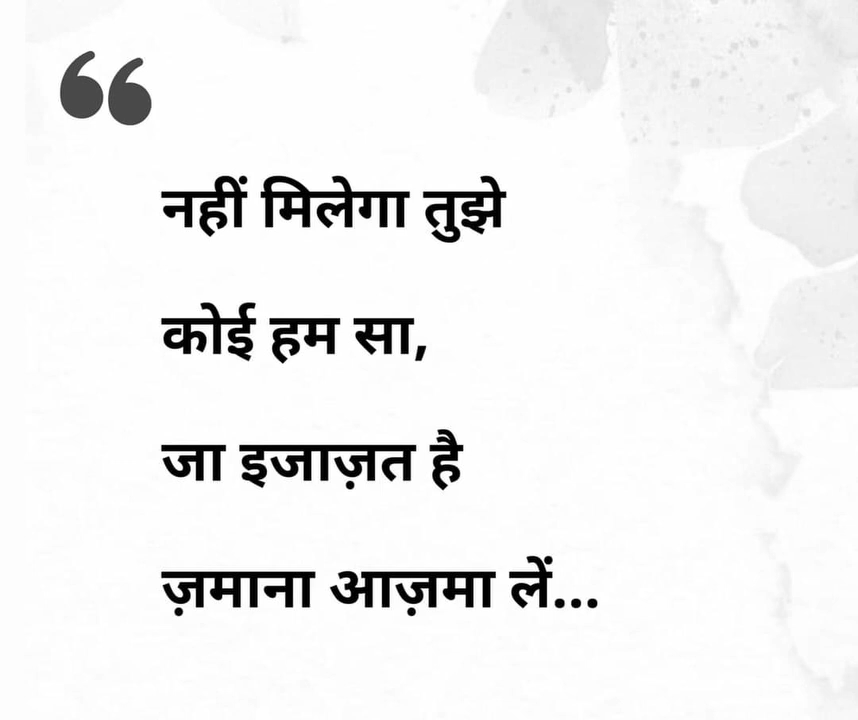 “
नहीं मिलेगा तुझे
कोई हम सा,
जा इजाज़त है
ज़माना आज़मा लें...